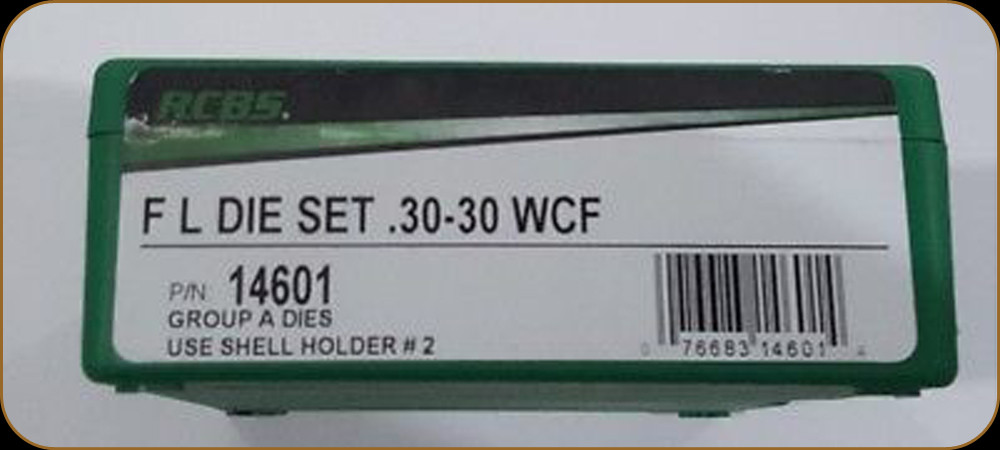 RCBS.
F L DIE SET .30-30 WCF
P/N 14601
GROUP A DIES
USE SHELL HOLDER # 2
0 76683 14601 4